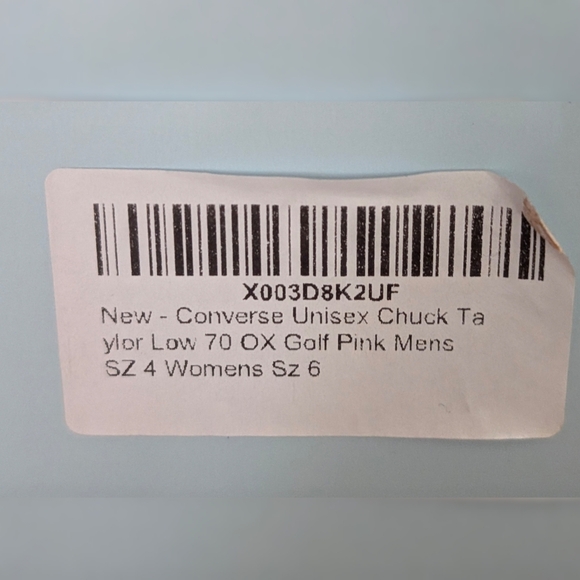 X003D8K2UF
New - Converse Unisex Chuck Ta
ylor Low 70 OX Golf Pink Mens
SZ 4 Womens Sz 6